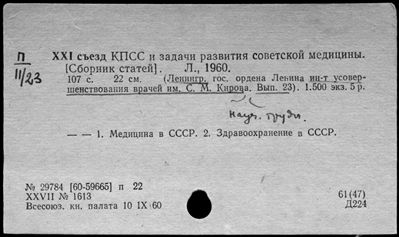 П
II/23
XXI съезд КПСС и задачи развития советской медицины.
[Сборник статей]. Л., 1960.
107 с. 22 см. (Ленингр. гос. ордена Ленина ин-т усовер-
шенствования врачей им. С. М. Кирова. Вып. 23). 1.500 экз. 5 р.
Науч. труды.
— — 1. Медицина в СССР. 2. Здравоохранение в СССР.
№ 29784 [60-59665] п 22
XXVII № 1613
Всесоюз. кн. палата 10 IX 60
61(47)
Д224